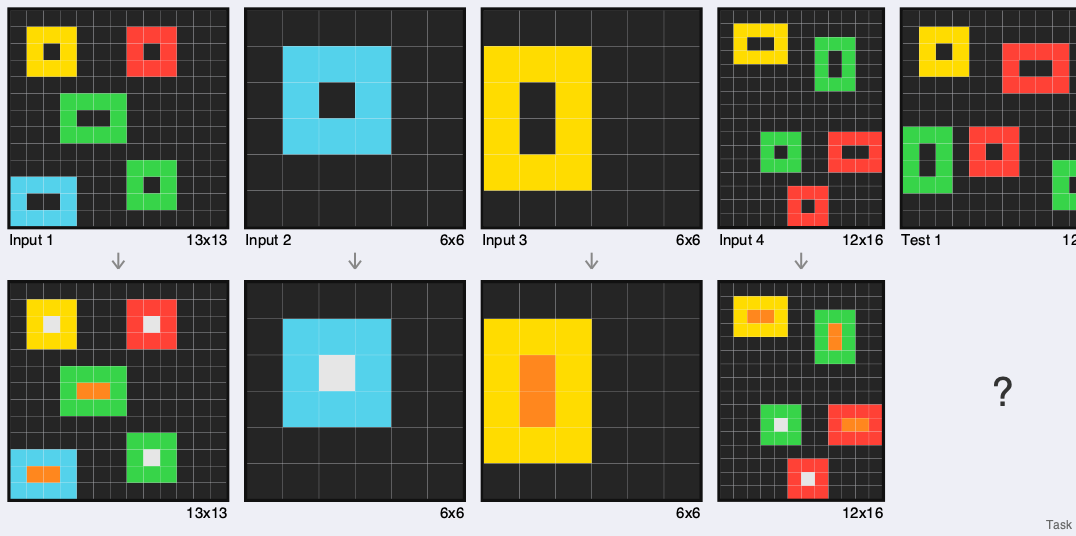 Input 1 13x13
Input 2 6x6
Input 3 6x6
Input 4 12x16
Test 1 12
13x13
6x6
6x6
12x16
?
Task